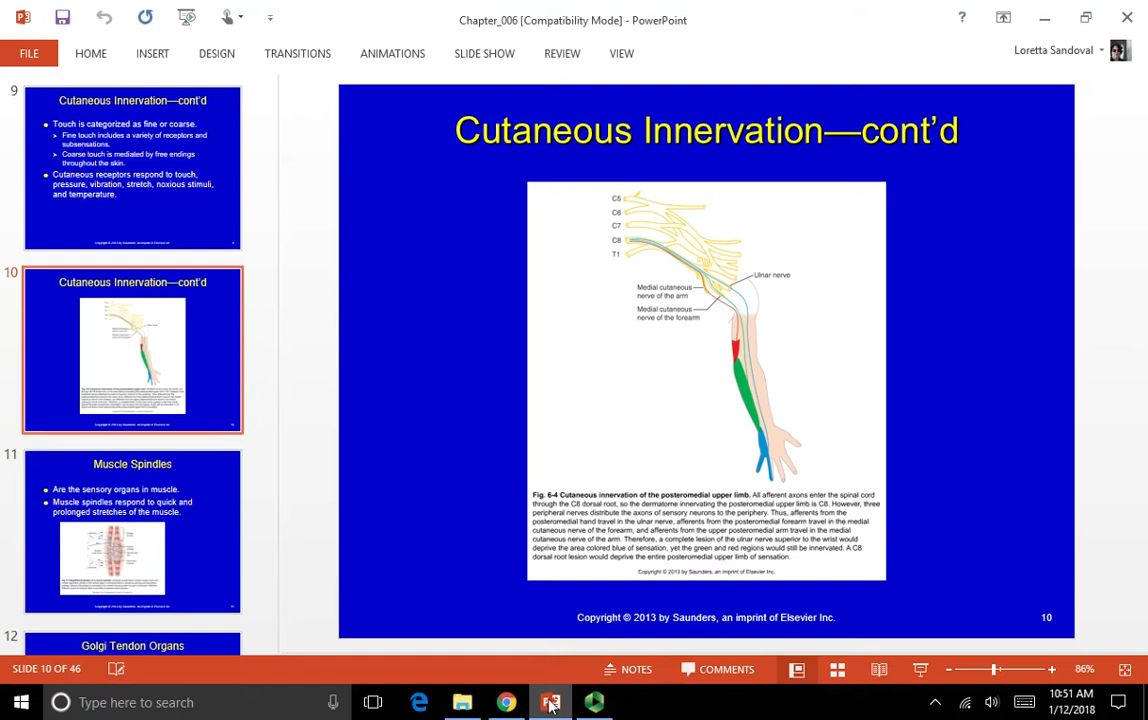 Chapter_006 [Compatibility Mode] - PowerPoint
FILE HOME INSERT DESIGN TRANSITIONS ANIMATIONS SLIDE SHOW REVIEW VIEW
Loretta Sandoval
9
Cutaneous Innervation—cont'd
Touch is categorized as fine or coarse.
Fine touch includes a variety of receptors and
subsensations.
Coarse touch is mediated by free endings
throughout the skin.
Cutaneous receptors respond to touch,
pressure, vibration, stretch, noxious stimuli,
and temperature.
10
Cutaneous Innervation—cont'd
11
Muscle Spindles
Are the sensory organs in muscle.
Muscle spindles respond to quick and
prolonged stretches of the muscle.
12
Golgi Tendon Organs
Cutaneous Innervation—cont'd
C5
C6
C7
C8
T1
Ulnar nerve
Medial cutaneous
nerve of the arm
Medial cutaneous
nerve of the forearm
Fig. 6-4 Cutaneous innervation of the posteromedial upper limb. All afferent axons enter the spinal cord
through the C8 dorsal root, so the dermatome innervating the posteromedial upper limb is C8. However, three
peripheral nerves distribute the axons of sensory neurons to the periphery. Thus, afferents from the
posteromedial hand travel in the ulnar nerve, afferents from the posteromedial forearm travel in the medial
cutaneous nerve of the forearm, and afferents from the upper posteromedial arm travel in the medial
cutaneous nerve of the arm. Therefore, a complete lesion of the ulnar nerve superior to the wrist would
deprive the area colored blue of sensation, yet the green and red regions would still be innervated. A C8
dorsal root lesion would deprive the entire posteromedial upper limb of sensation.
Copyright © 2013 by Saunders, an imprint of Elsevier Inc.
Copyright © 2013 by Saunders, an imprint of Elsevier Inc.
10
SLIDE 10 OF 46
NOTES COMMENTS
86%
Type here to search
10:51 AM
1/12/2018